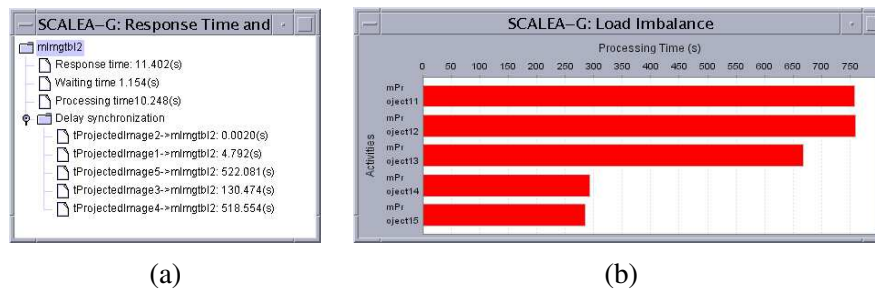 SCALEA–G: Response Time and
mImgtbl2
Response time: 11.402(s)
Waiting time 1.154(s)
Processing time10.248(s)
Delay synchronization
tProjectedImage2->mImgtbl2: 0.0020(s)
tProjectedImage1->mImgtbl2: 4.792(s)
tProjectedImage5->mImgtbl2: 522.081(s)
tProjectedImage3->mImgtbl2: 130.474(s)
tProjectedImage4->mImgtbl2: 518.554(s)
(a)
SCALEA–G: Load Imbalance
Processing Time (s)
0 50 100 150 200 250 300 350 400 450 500 550 600 650 700 750
Activities
mPr
oject11
mPr
oject12
mPr
oject13
mPr
oject14
mPr
oject15
(b)